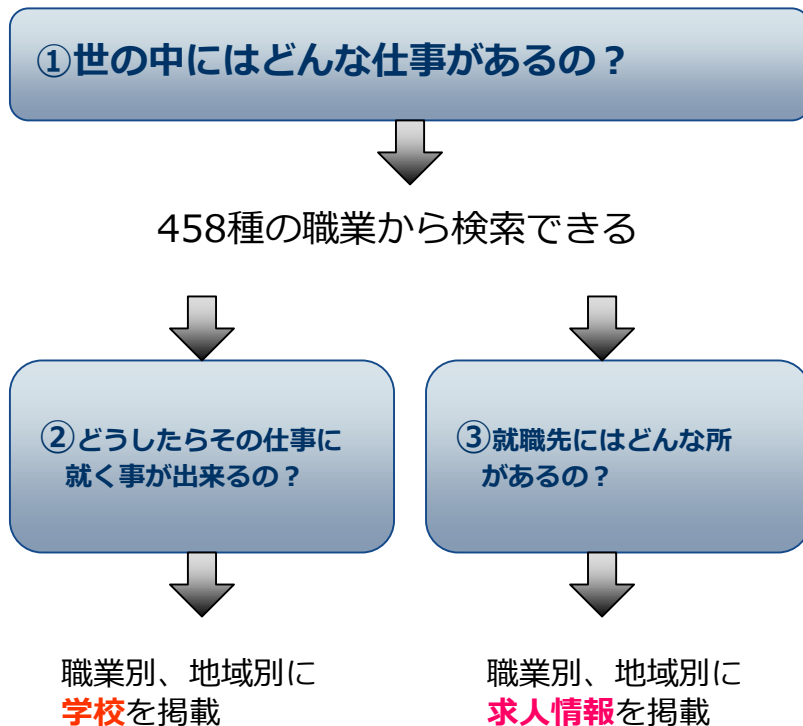 ①世の中にはどんな仕事があるの？
458種の職業から検索できる
②どうしたらその仕事に
就く事が出来るの？
③就職先にはどんな所
があるの？
職業別、地域別に
学校を掲載
職業別、地域別に
求人情報を掲載